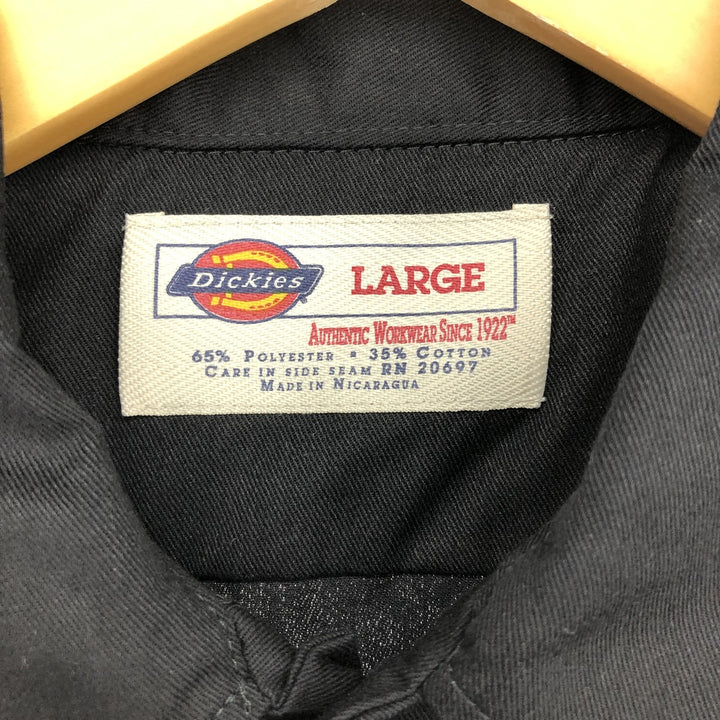 Dickies LARGE
AUTHENTIC WORKWEAR SINCE 1922™
65% POLYESTER ▪ 35% COTTON
CARE IN SIDE SEAM RN 20697
MADE IN NICARAGUA